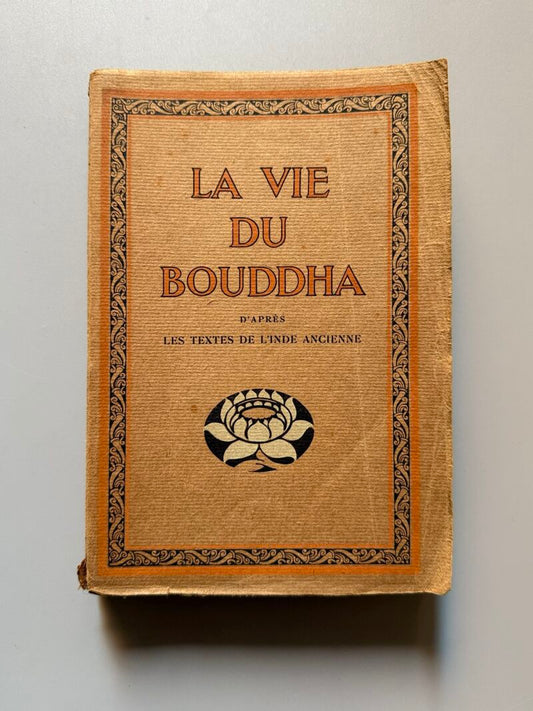 LA VIE
DU
BOUDDHA
D'APRÈS
LES TEXTES DE L'INDE ANCIENNE